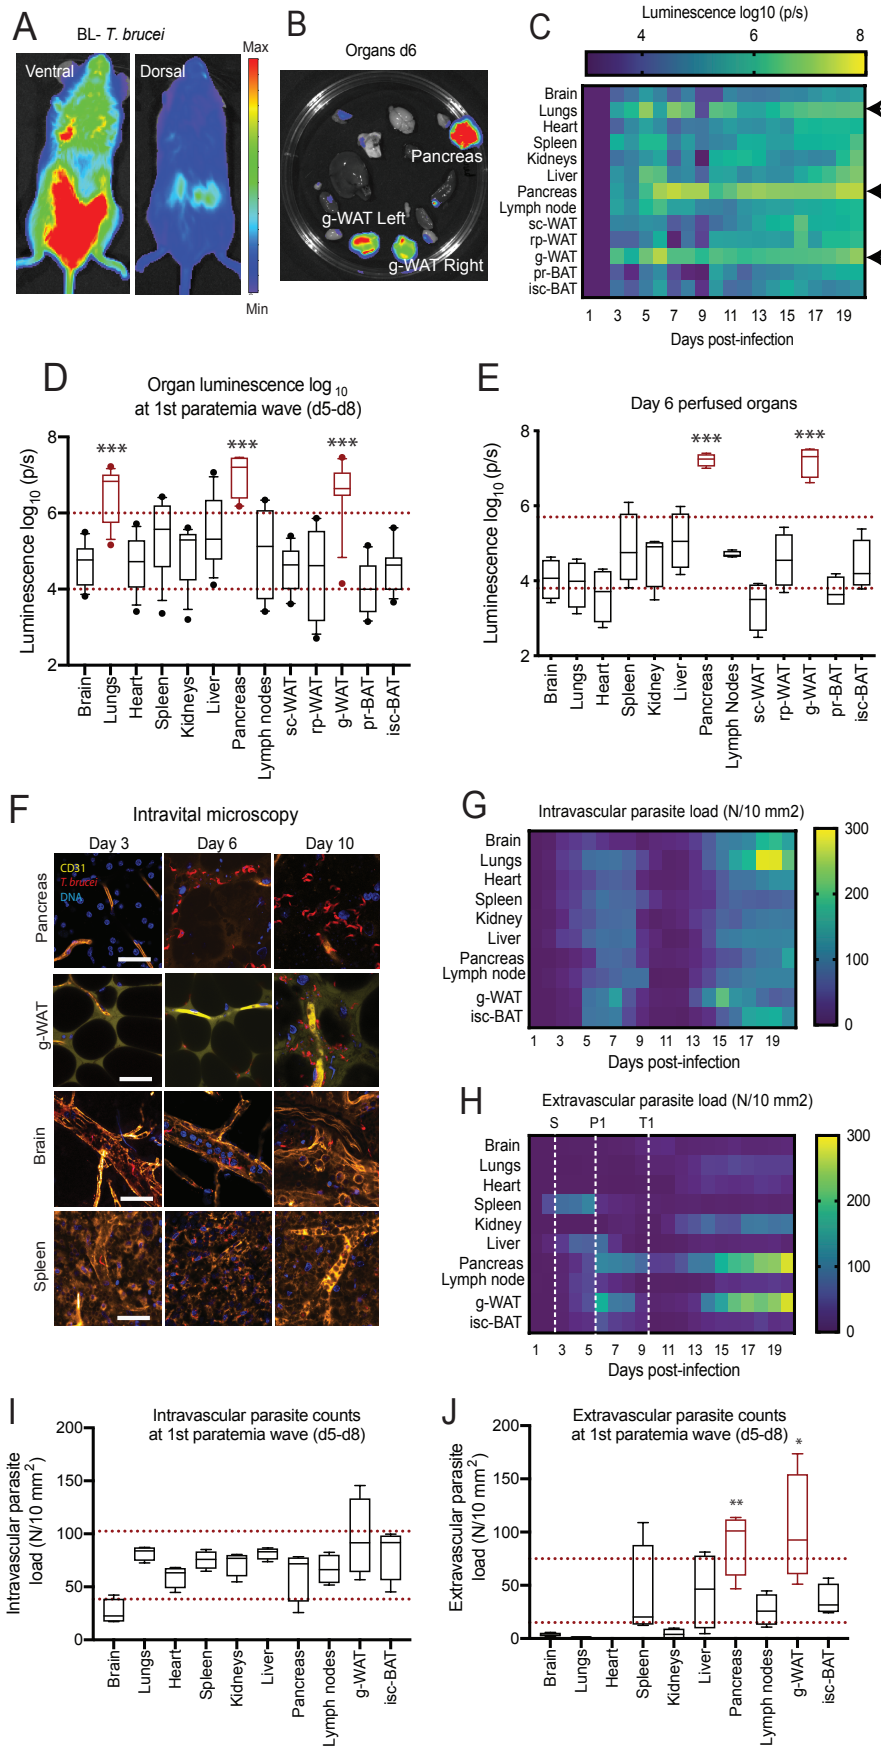 A
BL- T. brucei
Ventral
Dorsal
Max
Min
B
Organs d6
Pancreas
g-WAT Left
g-WAT Right
C
Luminescence log10 (p/s)
4 6 8
Brain
Lungs
Heart
Spleen
Kidneys
Liver
Pancreas
Lymph node
sc-WAT
rp-WAT
g-WAT
pr-BAT
isc-BAT
1 3 5 7 9 11 13 15 17 19
Days post-infection
D
Organ luminescence log 10
at 1st paratemia wave (d5-d8)
Luminescence log10 (p/s)
8
6
4
2
*** *** ***
Brain
Lungs
Heart
Spleen
Kidneys
Liver
Pancreas
Lymph nodes
sc-WAT
rp-WAT
g-WAT
pr-BAT
isc-BAT
E
Day 6 perfused organs
Luminescence log10 (p/s)
8
6
4
2
*** ***
Brain
Lungs
Heart
Spleen
Kidney
Liver
Pancreas
Lymph Nodes
sc-WAT
rp-WAT
g-WAT
pr-BAT
isc-BAT
F
Intravital microscopy
Day 3 Day 6 Day 10
CD31
T. brucei
DNA
Pancreas
g-WAT
Brain
Spleen
G
Intravascular parasite load (N/10 mm2)
Brain
Lungs
Heart
Spleen
Kidney
Liver
Pancreas
Lymph node
g-WAT
isc-BAT
300
200
100
0
1 3 5 7 9 11 13 15 17 19
Days post-infection
H
Extravascular parasite load (N/10 mm2)
S P1 T1
Brain
Lungs
Heart
Spleen
Kidney
Liver
Pancreas
Lymph node
g-WAT
isc-BAT
300
200
100
0
1 3 5 7 9 11 13 15 17 19
Days post-infection
I
Intravascular parasite counts
at 1st paratemia wave (d5-d8)
Intravascular parasite
load (N/10 mm2)
200
150
100
50
0
Brain
Lungs
Heart
Spleen
Kidneys
Liver
Pancreas
Lymph nodes
g-WAT
isc-BAT
J
Extravascular parasite counts
at 1st paratemia wave (d5-d8)
Extravascular parasite
load (N/10 mm2)
200
150
100
50
0
** *
Brain
Lungs
Heart
Spleen
Kidneys
Liver
Pancreas
Lymph nodes
g-WAT
isc-BAT